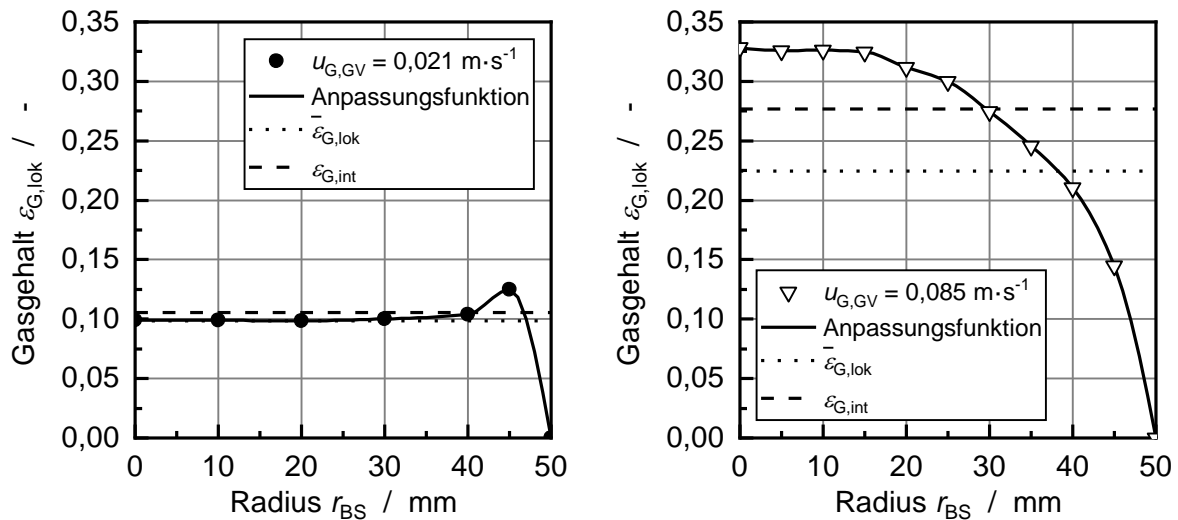 0,35
0,30
0,25
0,20
0,15
0,10
0,05
0,00
Gasgehalt εG,lok / -
uG,GV = 0,021 m·s-1
Anpassungsfunktion
ε̄G,lok
εG,int
0 10 20 30 40 50
Radius rBS / mm
0,35
0,30
0,25
0,20
0,15
0,10
0,05
0,00
Gasgehalt εG,lok / -
uG,GV = 0,085 m·s-1
Anpassungsfunktion
ε̄G,lok
εG,int
0 10 20 30 40 50
Radius rBS / mm